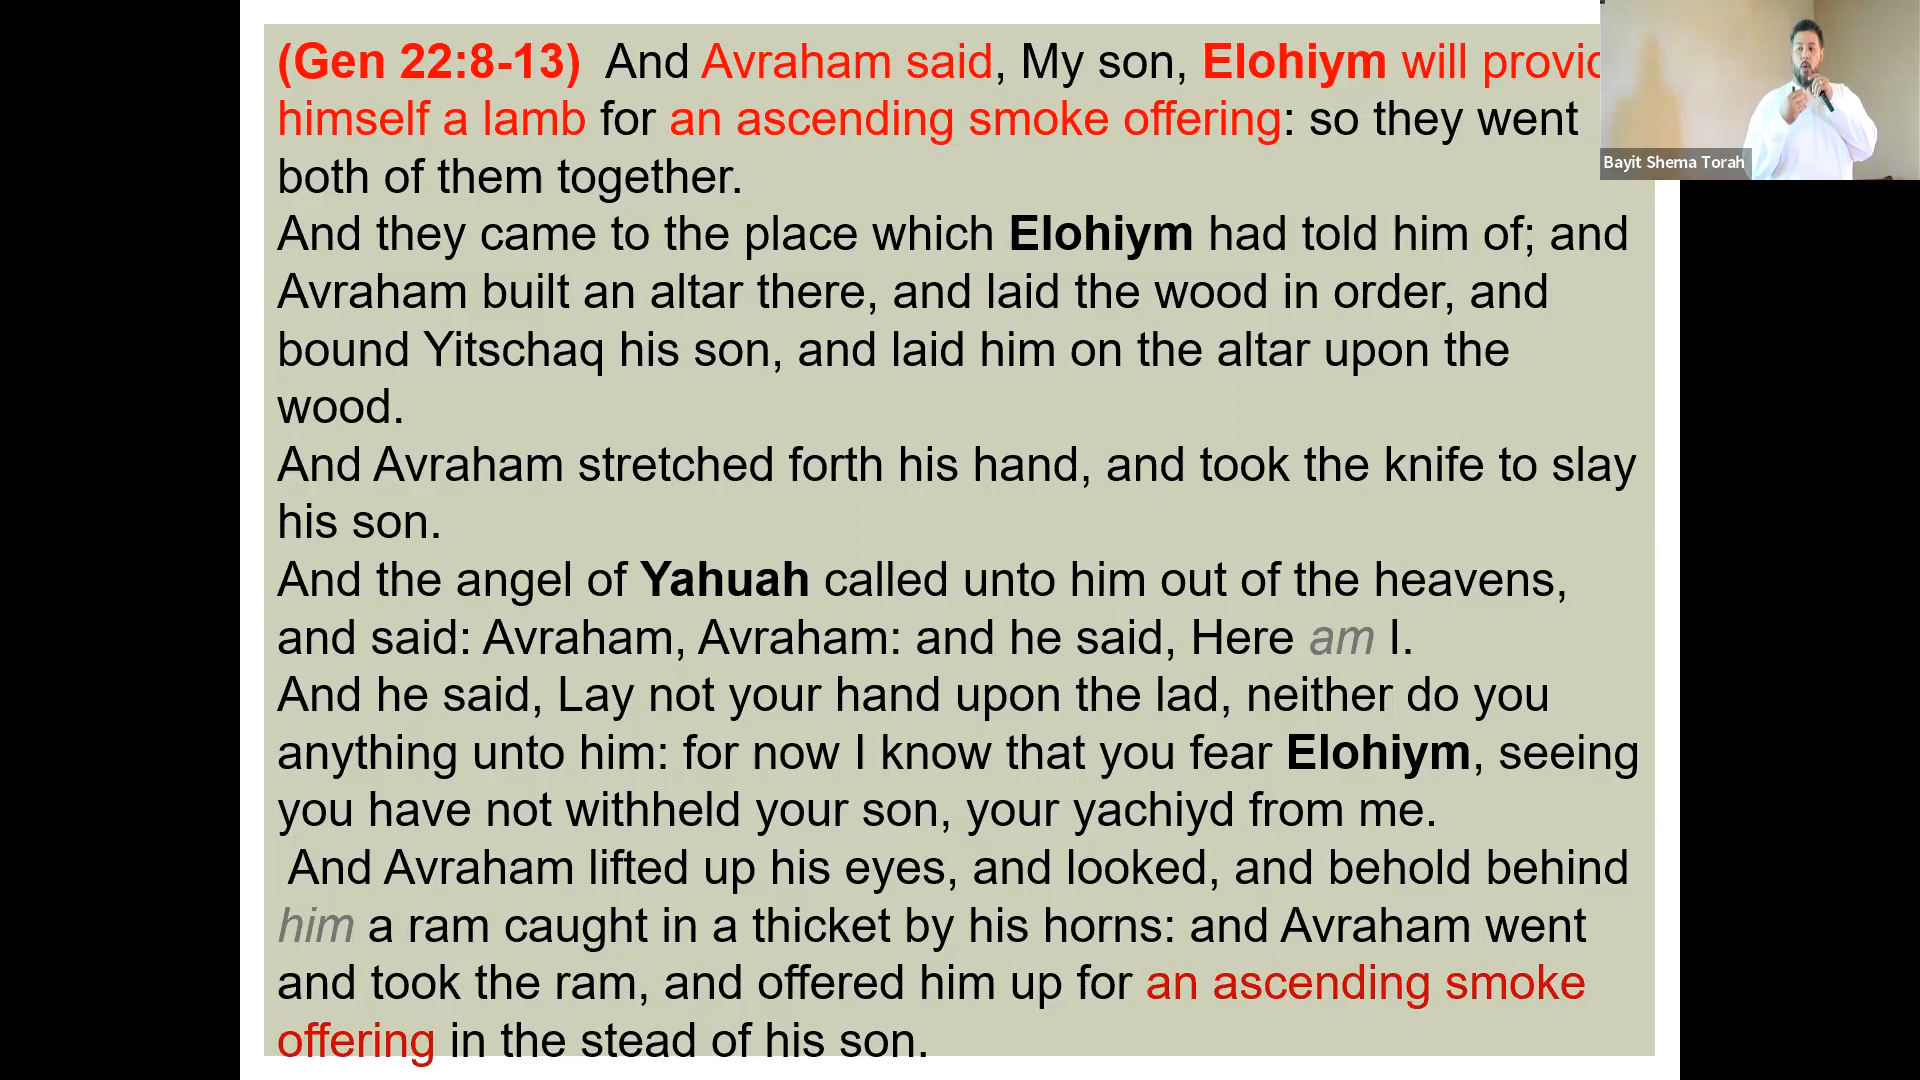 (Gen 22:8-13) And Avraham said, My son, Elohiym will
himself a lamb for an ascending smoke offering: so they went
both of them together.
And they came to the place which Elohiym had told him of; and
Avraham built an altar there, and laid the wood in order, and
bound Yitschaq his son, and laid him on the altar upon the
wood.
And Avraham stretched forth his hand, and took the knife to slay
his son.
And the angel of Yahuah called unto him out of the heavens,
and said: Avraham, Avraham: and he said, Here am I.
And he said, Lay not your hand upon the lad, neither do you
anything unto him: for now I know that you fear Elohiym, seeing
you have not withheld your son, your yachiyd from me.
And Avraham lifted up his eyes, and looked, and behold behind
him a ram caught in a thicket by his horns: and Avraham went
and took the ram, and offered him up for an ascending smoke
offering in the stead of his son.
Bayit Shema Torah